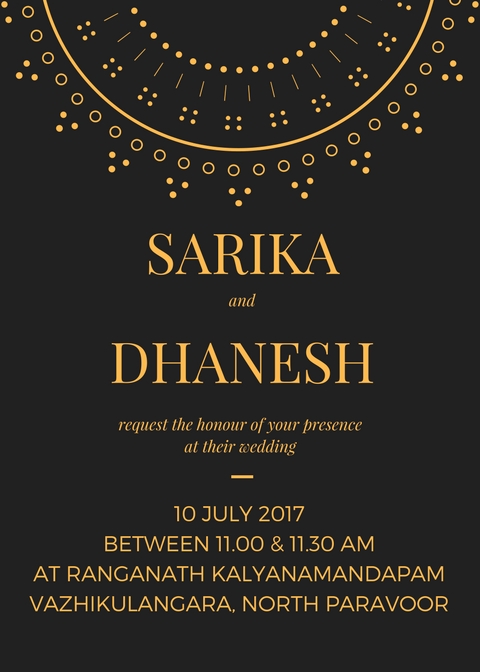 SARIKA
and
DHANESH
request the honour of your presence
at their wedding
10 JULY 2017
BETWEEN 11.00 & 11.30 AM
AT RANGANATH KALYANAMANDAPAM
VAZHIKULANGARA, NORTH PARAVOOR